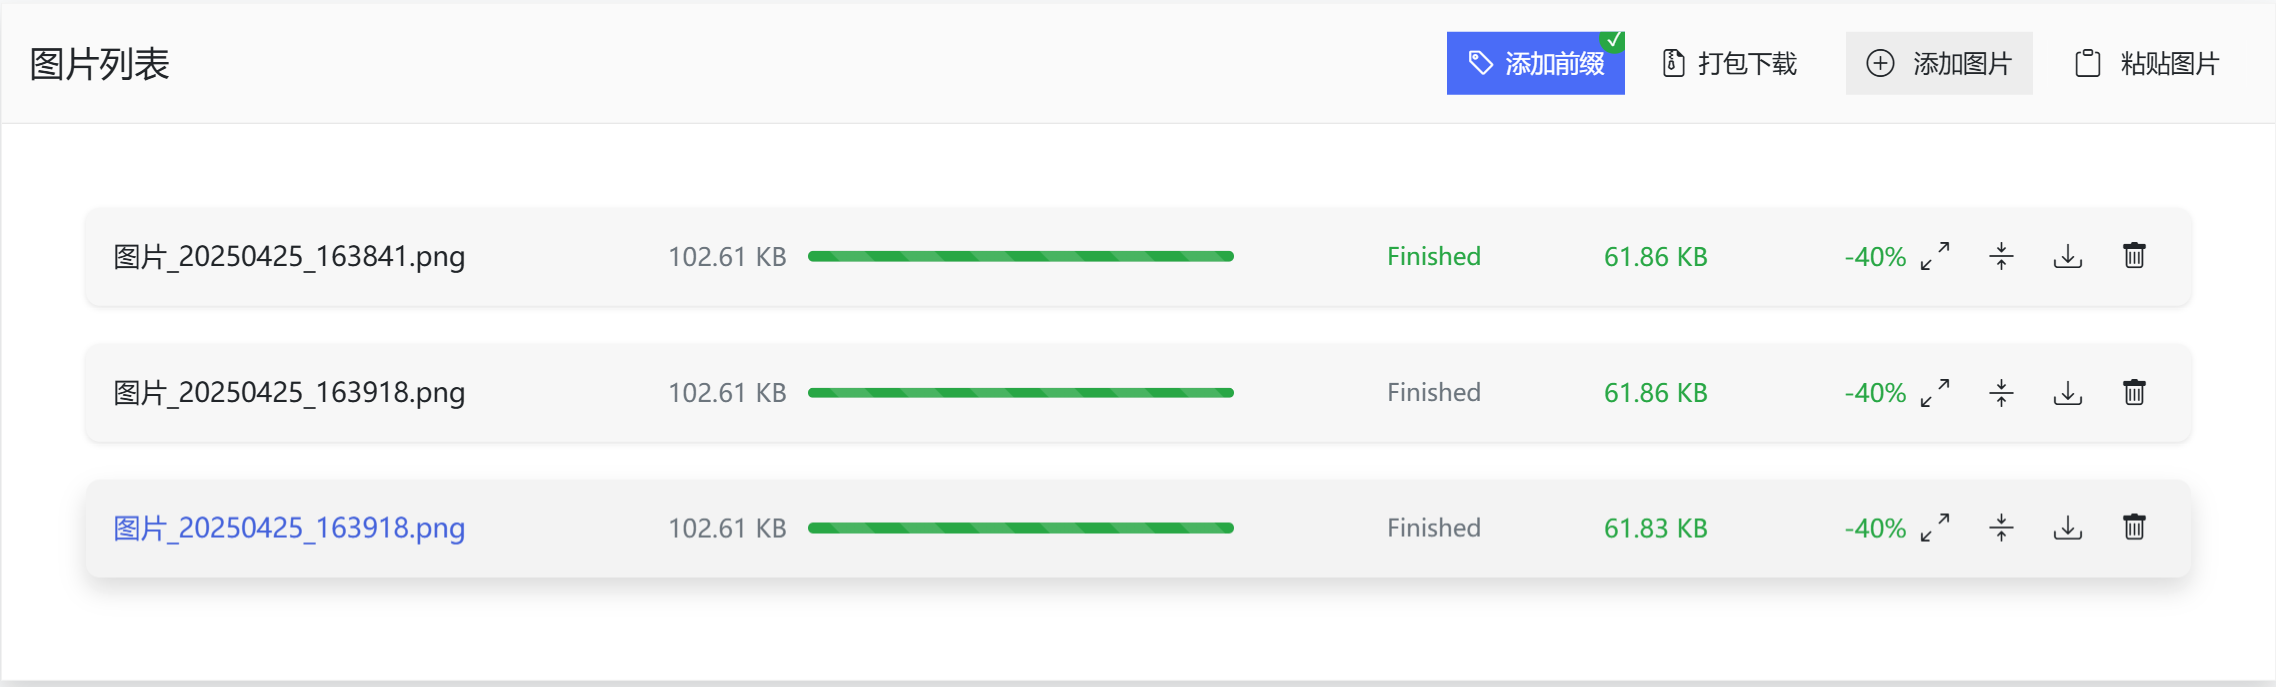 图片列表 添加前缀 打包下载 添加图片 粘贴图片
图片_20250425_163841.png 102.61 KB Finished 61.86 KB -40%
图片_20250425_163918.png 102.61 KB Finished 61.86 KB -40%
图片_20250425_163918.png 102.61 KB Finished 61.83 KB -40%